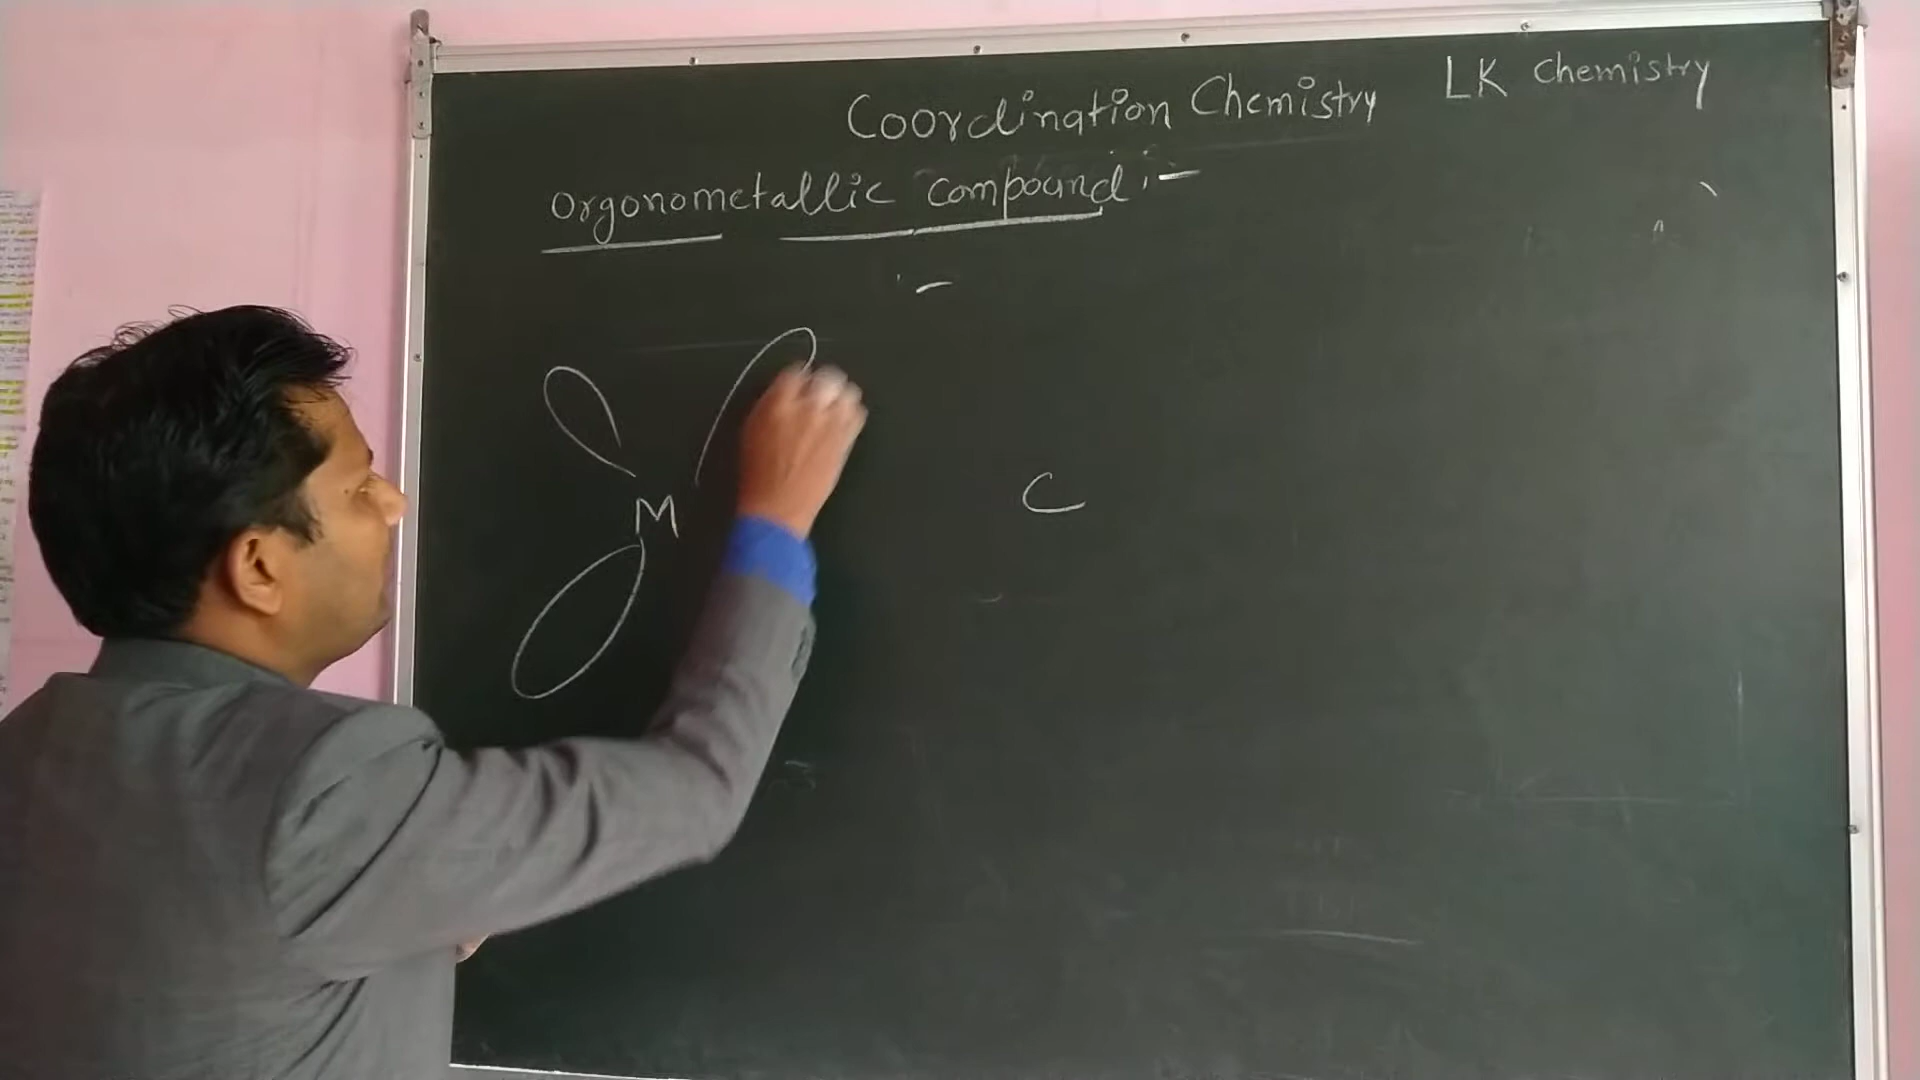 LK Chemistry
Coordination Chemistry
Orgonometallic Compound :-
M
C